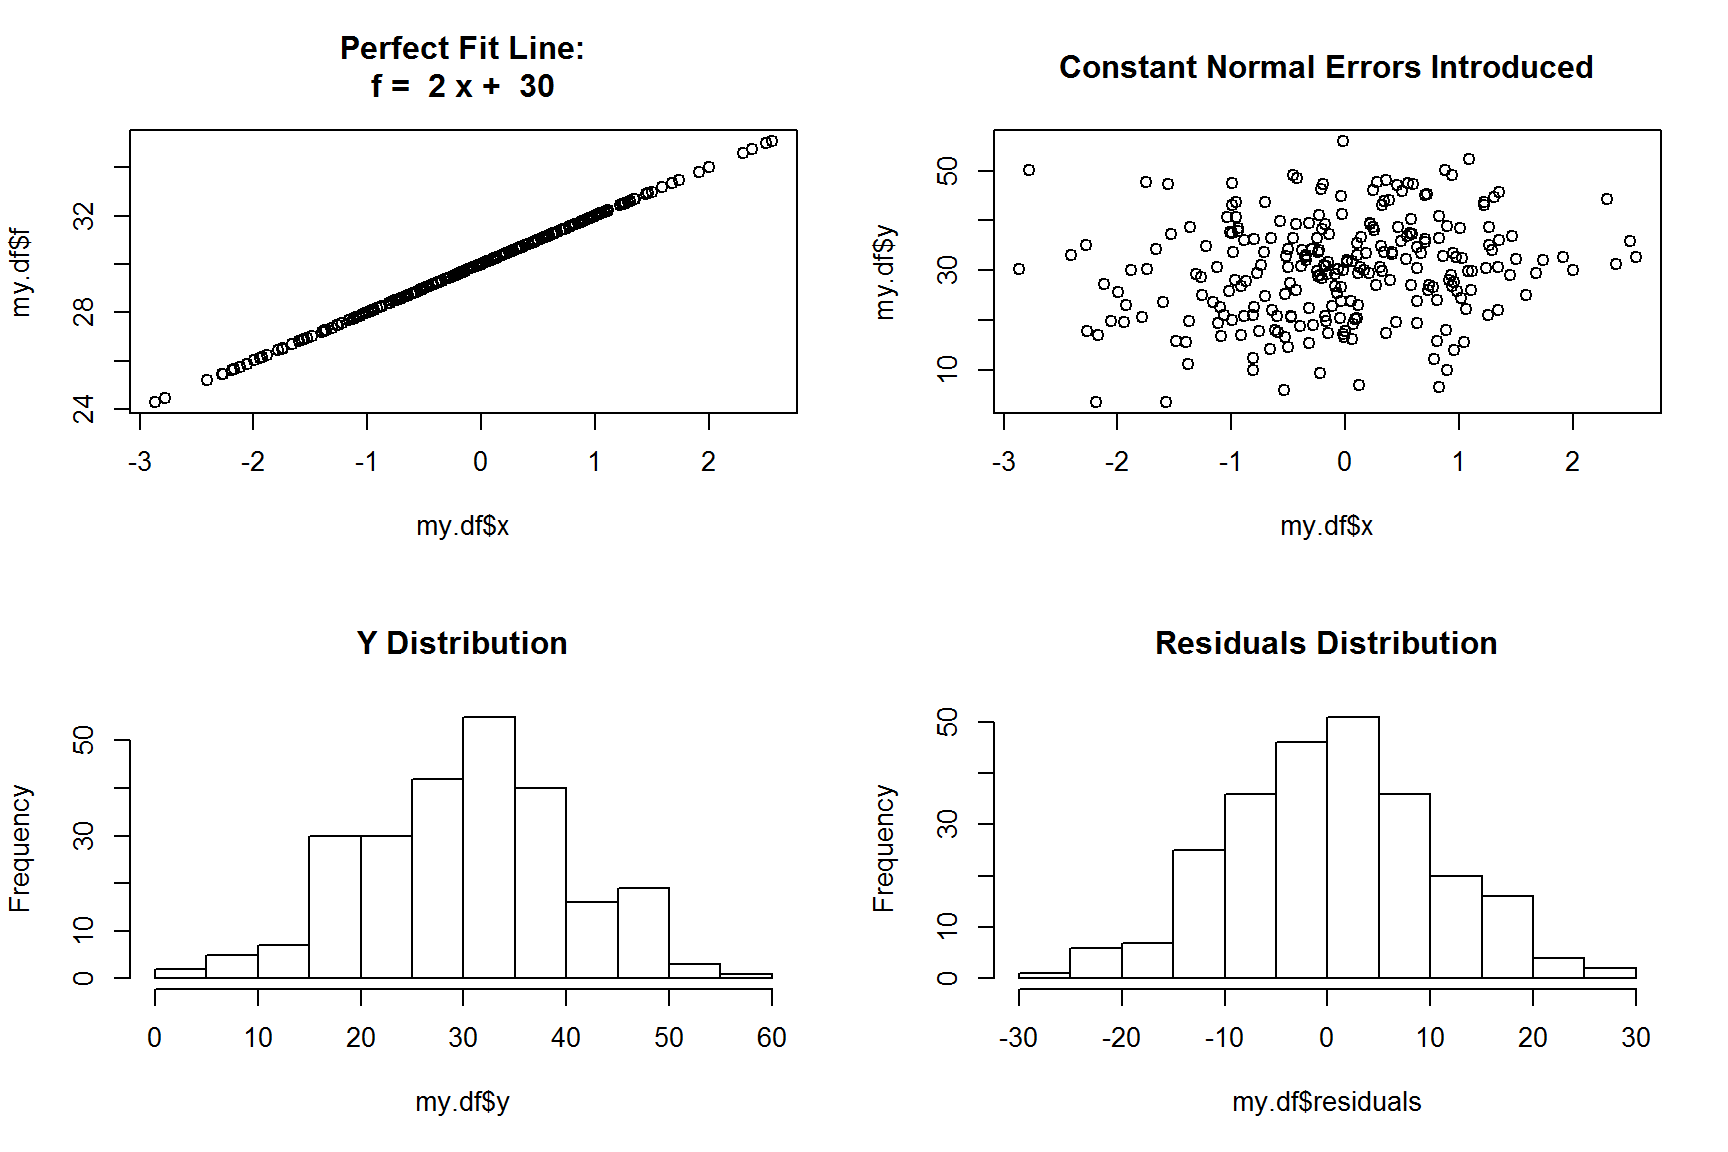 Perfect Fit Line:
f =  2 x +  30
my.df$f
24 28 32
-3 -2 -1 0 1 2
my.df$x
Constant Normal Errors Introduced
my.df$y
10 30 50
-3 -2 -1 0 1 2
my.df$x
Y Distribution
Frequency
0 10 30 50
0 10 20 30 40 50 60
my.df$y
Residuals Distribution
Frequency
0 10 30 50
-30 -20 -10 0 10 20 30
my.df$residuals